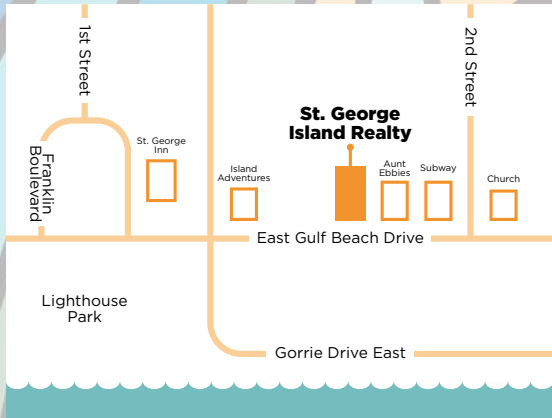 1st Street
2nd Street
St. George
Island Realty
St. George
Inn
Franklin
Boulevard
Island
Adventures
Aunt
Ebbies
Subway
Church
East Gulf Beach Drive
Lighthouse
Park
Gorrie Drive East